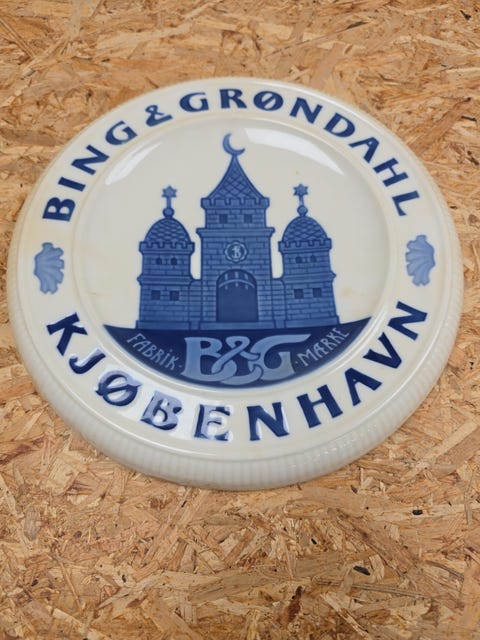 BING & GRØNDAHL
FABRIK · B&G · MÆRKE
KJØBENHAVN